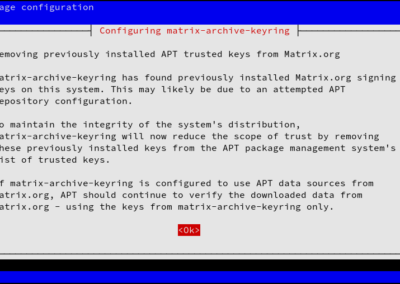 age configuration
Configuring matrix-archive-keyring
emoving previously installed APT trusted keys from Matrix.org
atrix-archive-keyring has found previously installed Matrix.org signing
eys on this system. This may likely be due to an attempted APT
epository configuration.
o maintain the integrity of the system's distribution,
atrix-archive-keyring will now reduce the scope of trust by removing
hese previously installed keys from the APT package management system's
ist of trusted keys.
f matrix-archive-keyring is configured to use APT data sources from
atrix.org, APT should continue to verify the downloaded data from
atrix.org - using the keys from matrix-archive-keyring only.
<Ok>